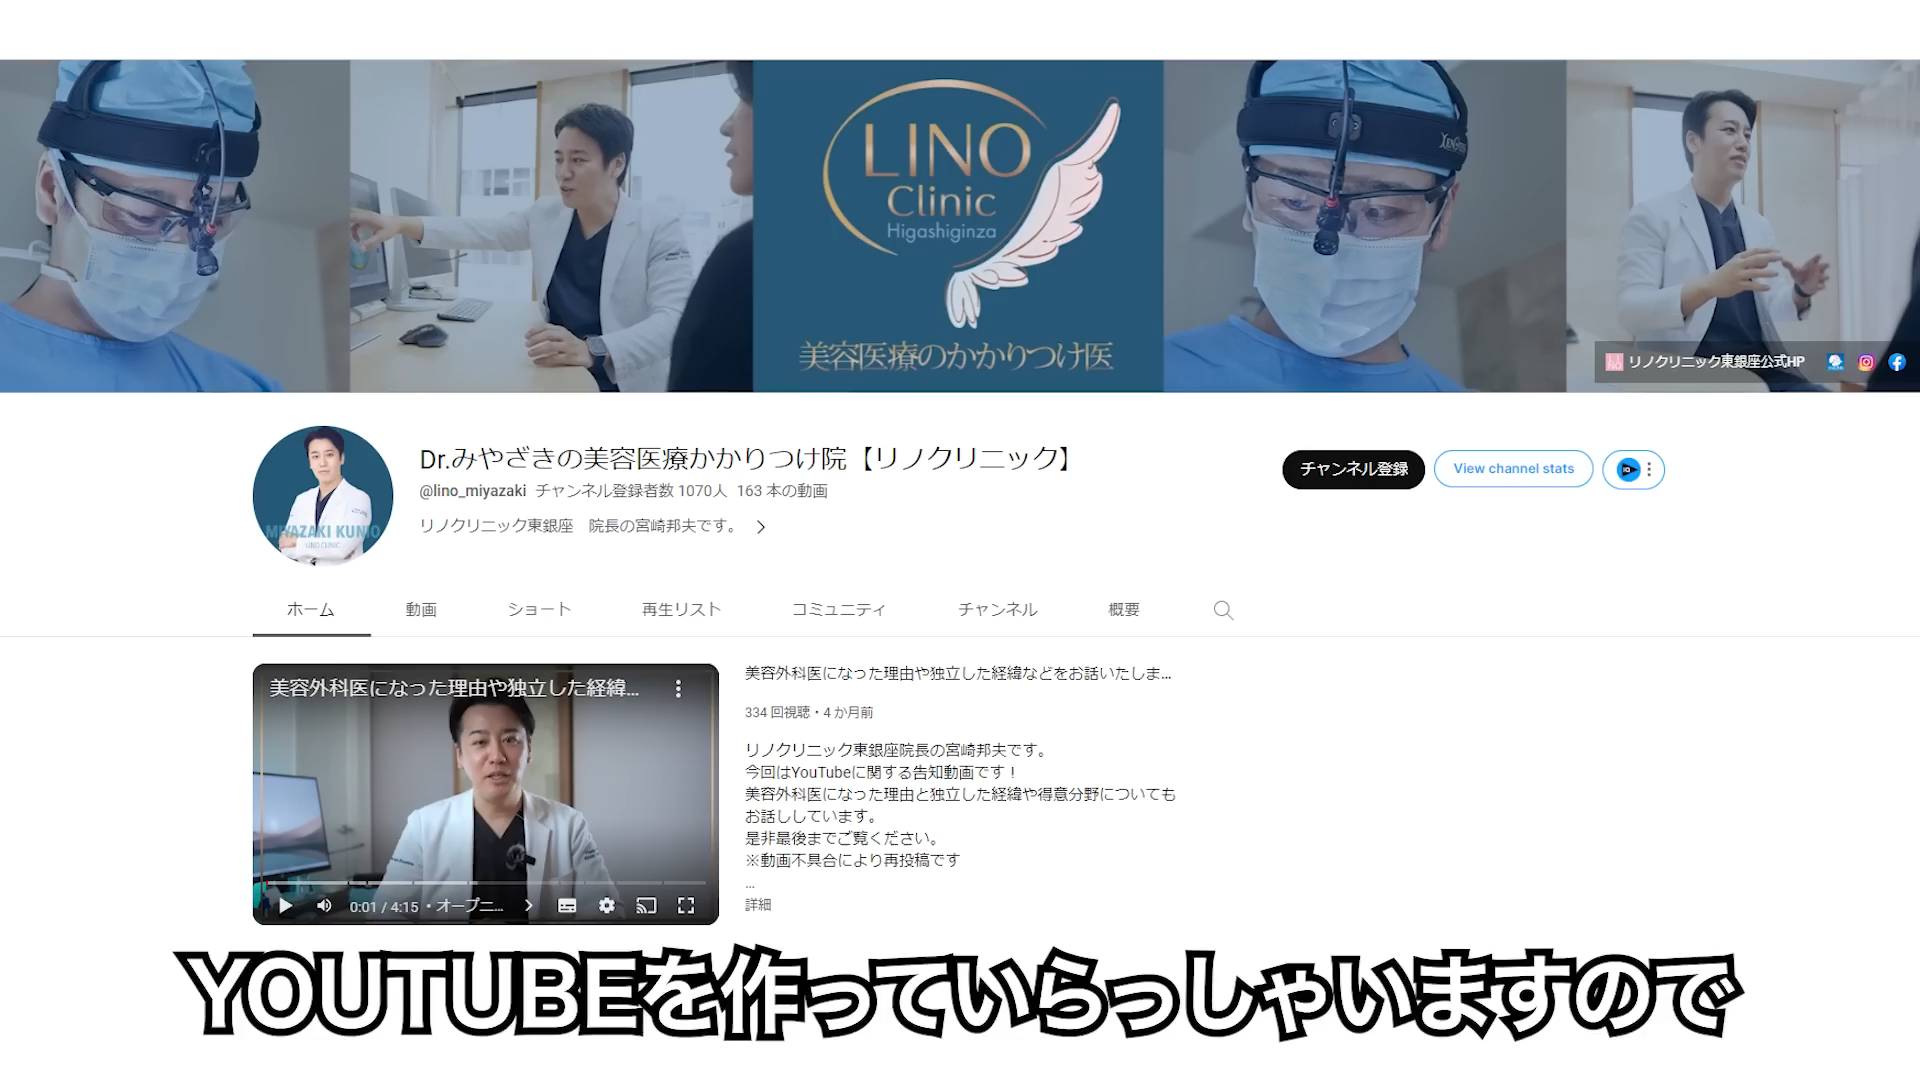 LINO
Clinic
Higashiginza
美容医療のかかりつけ医
リノクリニック東銀座公式HP
Dr.みやざきの美容医療かかりつけ院【リノクリニック】
@lino_miyazaki チャンネル登録者数 1070人 163 本の動画
リノクリニック東銀座　院長の宮崎邦夫です。
チャンネル登録
View channel stats
MIYAZAKI KUNIO
LINO CLINIC
ホーム 動画 ショート 再生リスト コミュニティ チャンネル 概要
美容外科医になった理由や独立した経緯...
0:01 / 4:15・オープニ...
美容外科医になった理由や独立した経緯などをお話いたしま...
334 回視聴・4 か月前
リノクリニック東銀座院長の宮崎邦夫です。
今回はYouTubeに関する告知動画です！
美容外科医になった理由と独立した経緯や得意分野についても
お話ししています。
是非最後までご覧ください。
※動画不具合により再投稿です
...
詳細
YOUTUBEを作っていらっしゃいますので